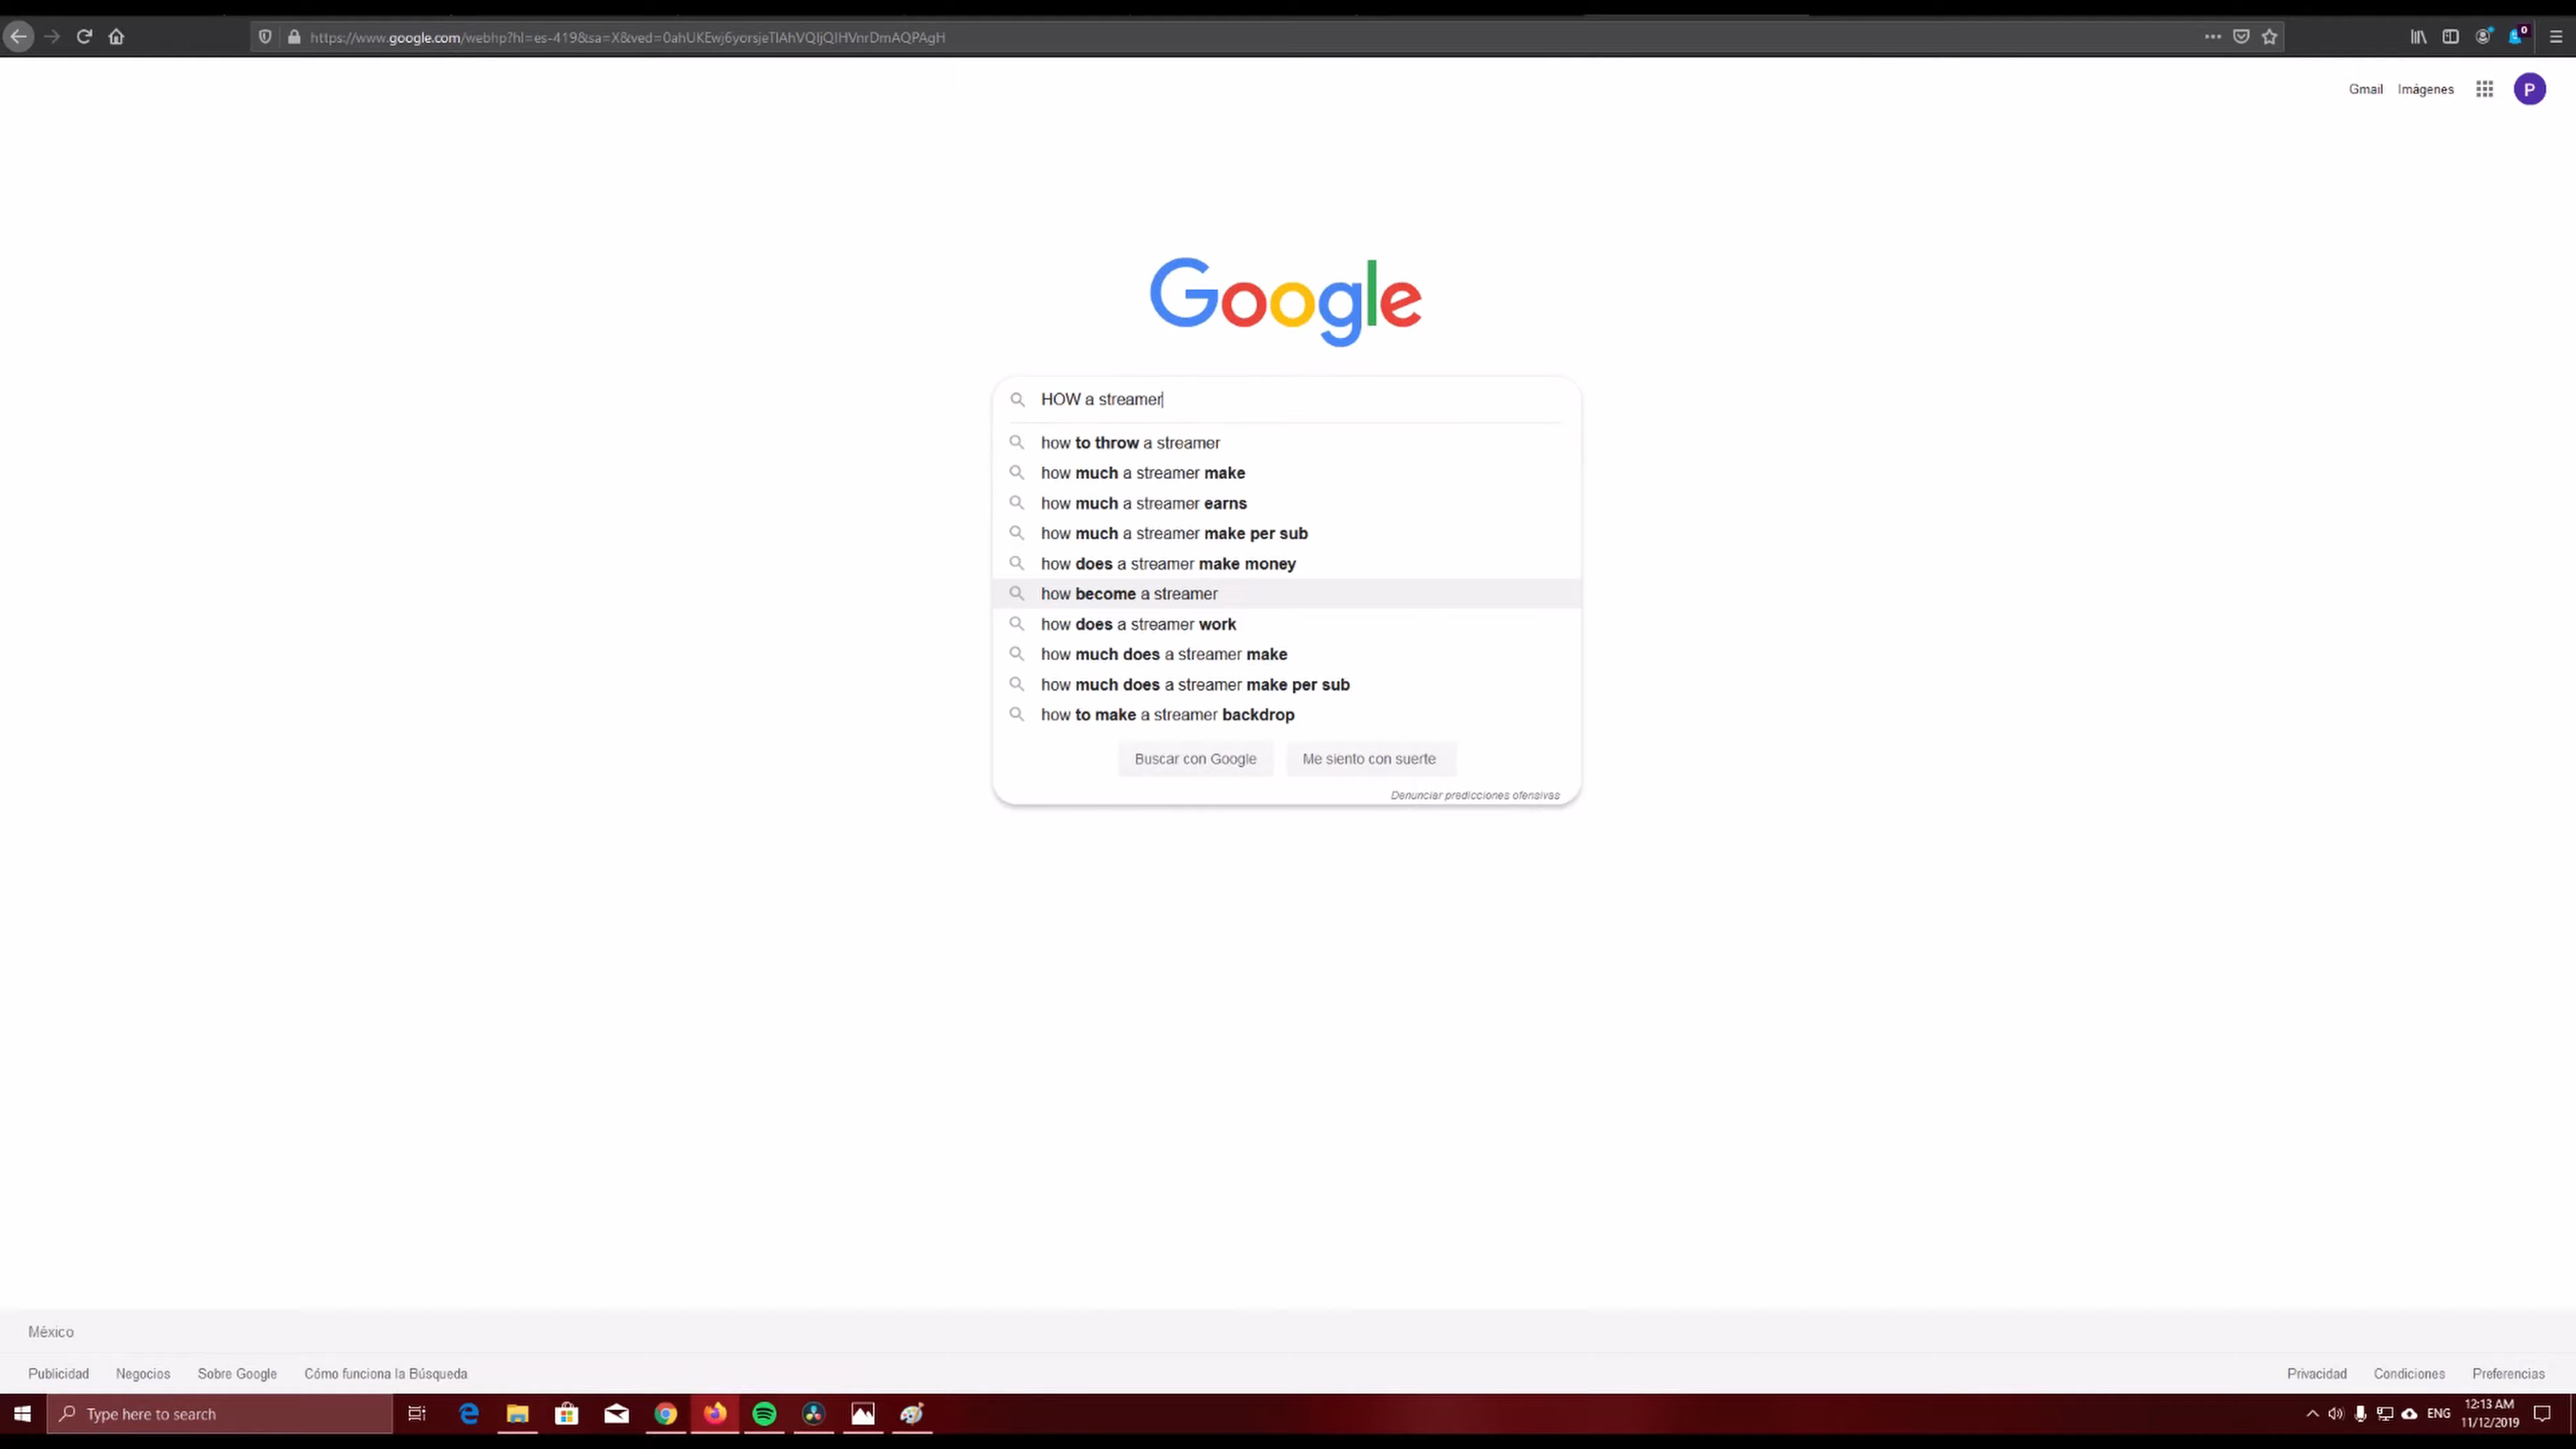 https://www.google.com/webhp?hl=es-419&sa=X&ved=0ahUKEwj6yorsjeTlAhVQIjQIHVnrDmAQPAgH
0
Gmail Imágenes P
Google
HOW a streamer
how to throw a streamer
how much a streamer make
how much a streamer earns
how much a streamer make per sub
how does a streamer make money
how become a streamer
how does a streamer work
how much does a streamer make
how much does a streamer make per sub
how to make a streamer backdrop
Buscar con Google Me siento con suerte
Denunciar predicciones ofensivas
México
Publicidad Negocios Sobre Google Cómo funciona la Búsqueda Privacidad Condiciones Preferencias
Type here to search ENG 12:13 AM
11/12/2019